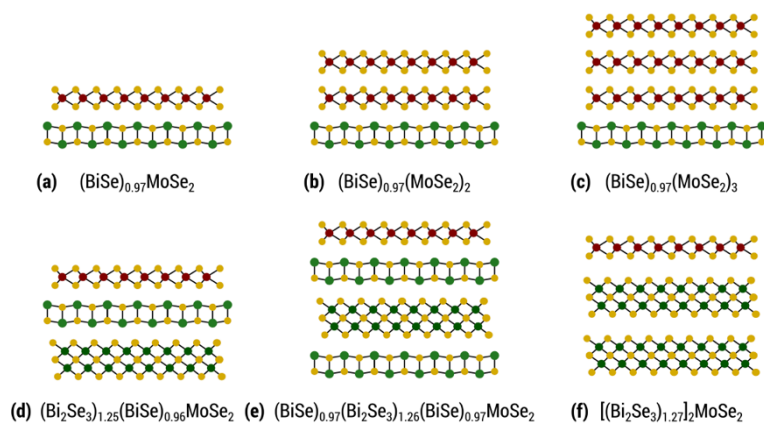 (a) (BiSe)₀.₉₇MoSe₂
(b) (BiSe)₀.₉₇(MoSe₂)₂
(c) (BiSe)₀.₉₇(MoSe₂)₃
(d) (Bi₂Se₃)₁.₂₅(BiSe)₀.₉₆MoSe₂
(e) (BiSe)₀.₉₇(Bi₂Se₃)₁.₂₆(BiSe)₀.₉₇MoSe₂
(f) [(Bi₂Se₃)₁.₂₇]₂MoSe₂